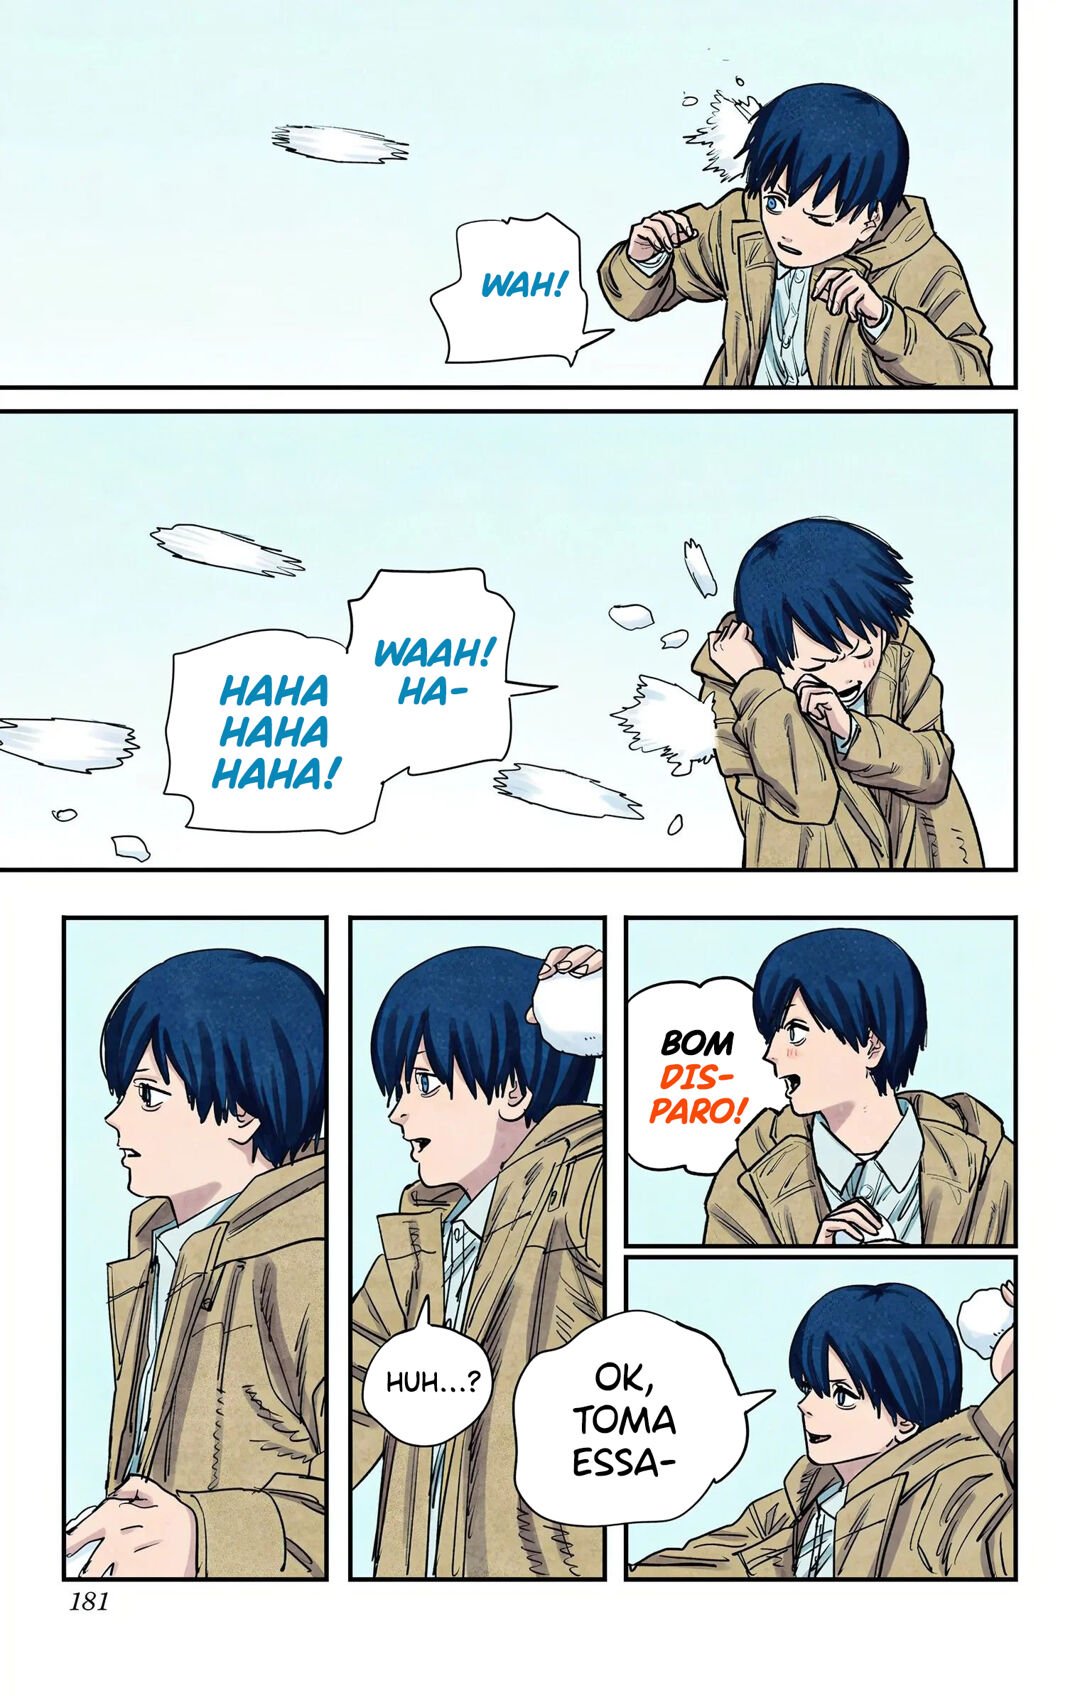 WAH!
WAAH!
HA-
HAHA
HAHA
HAHA!
BOM
DIS-
PARO!
OK,
TOMA
ESSA-
HUH...?
181